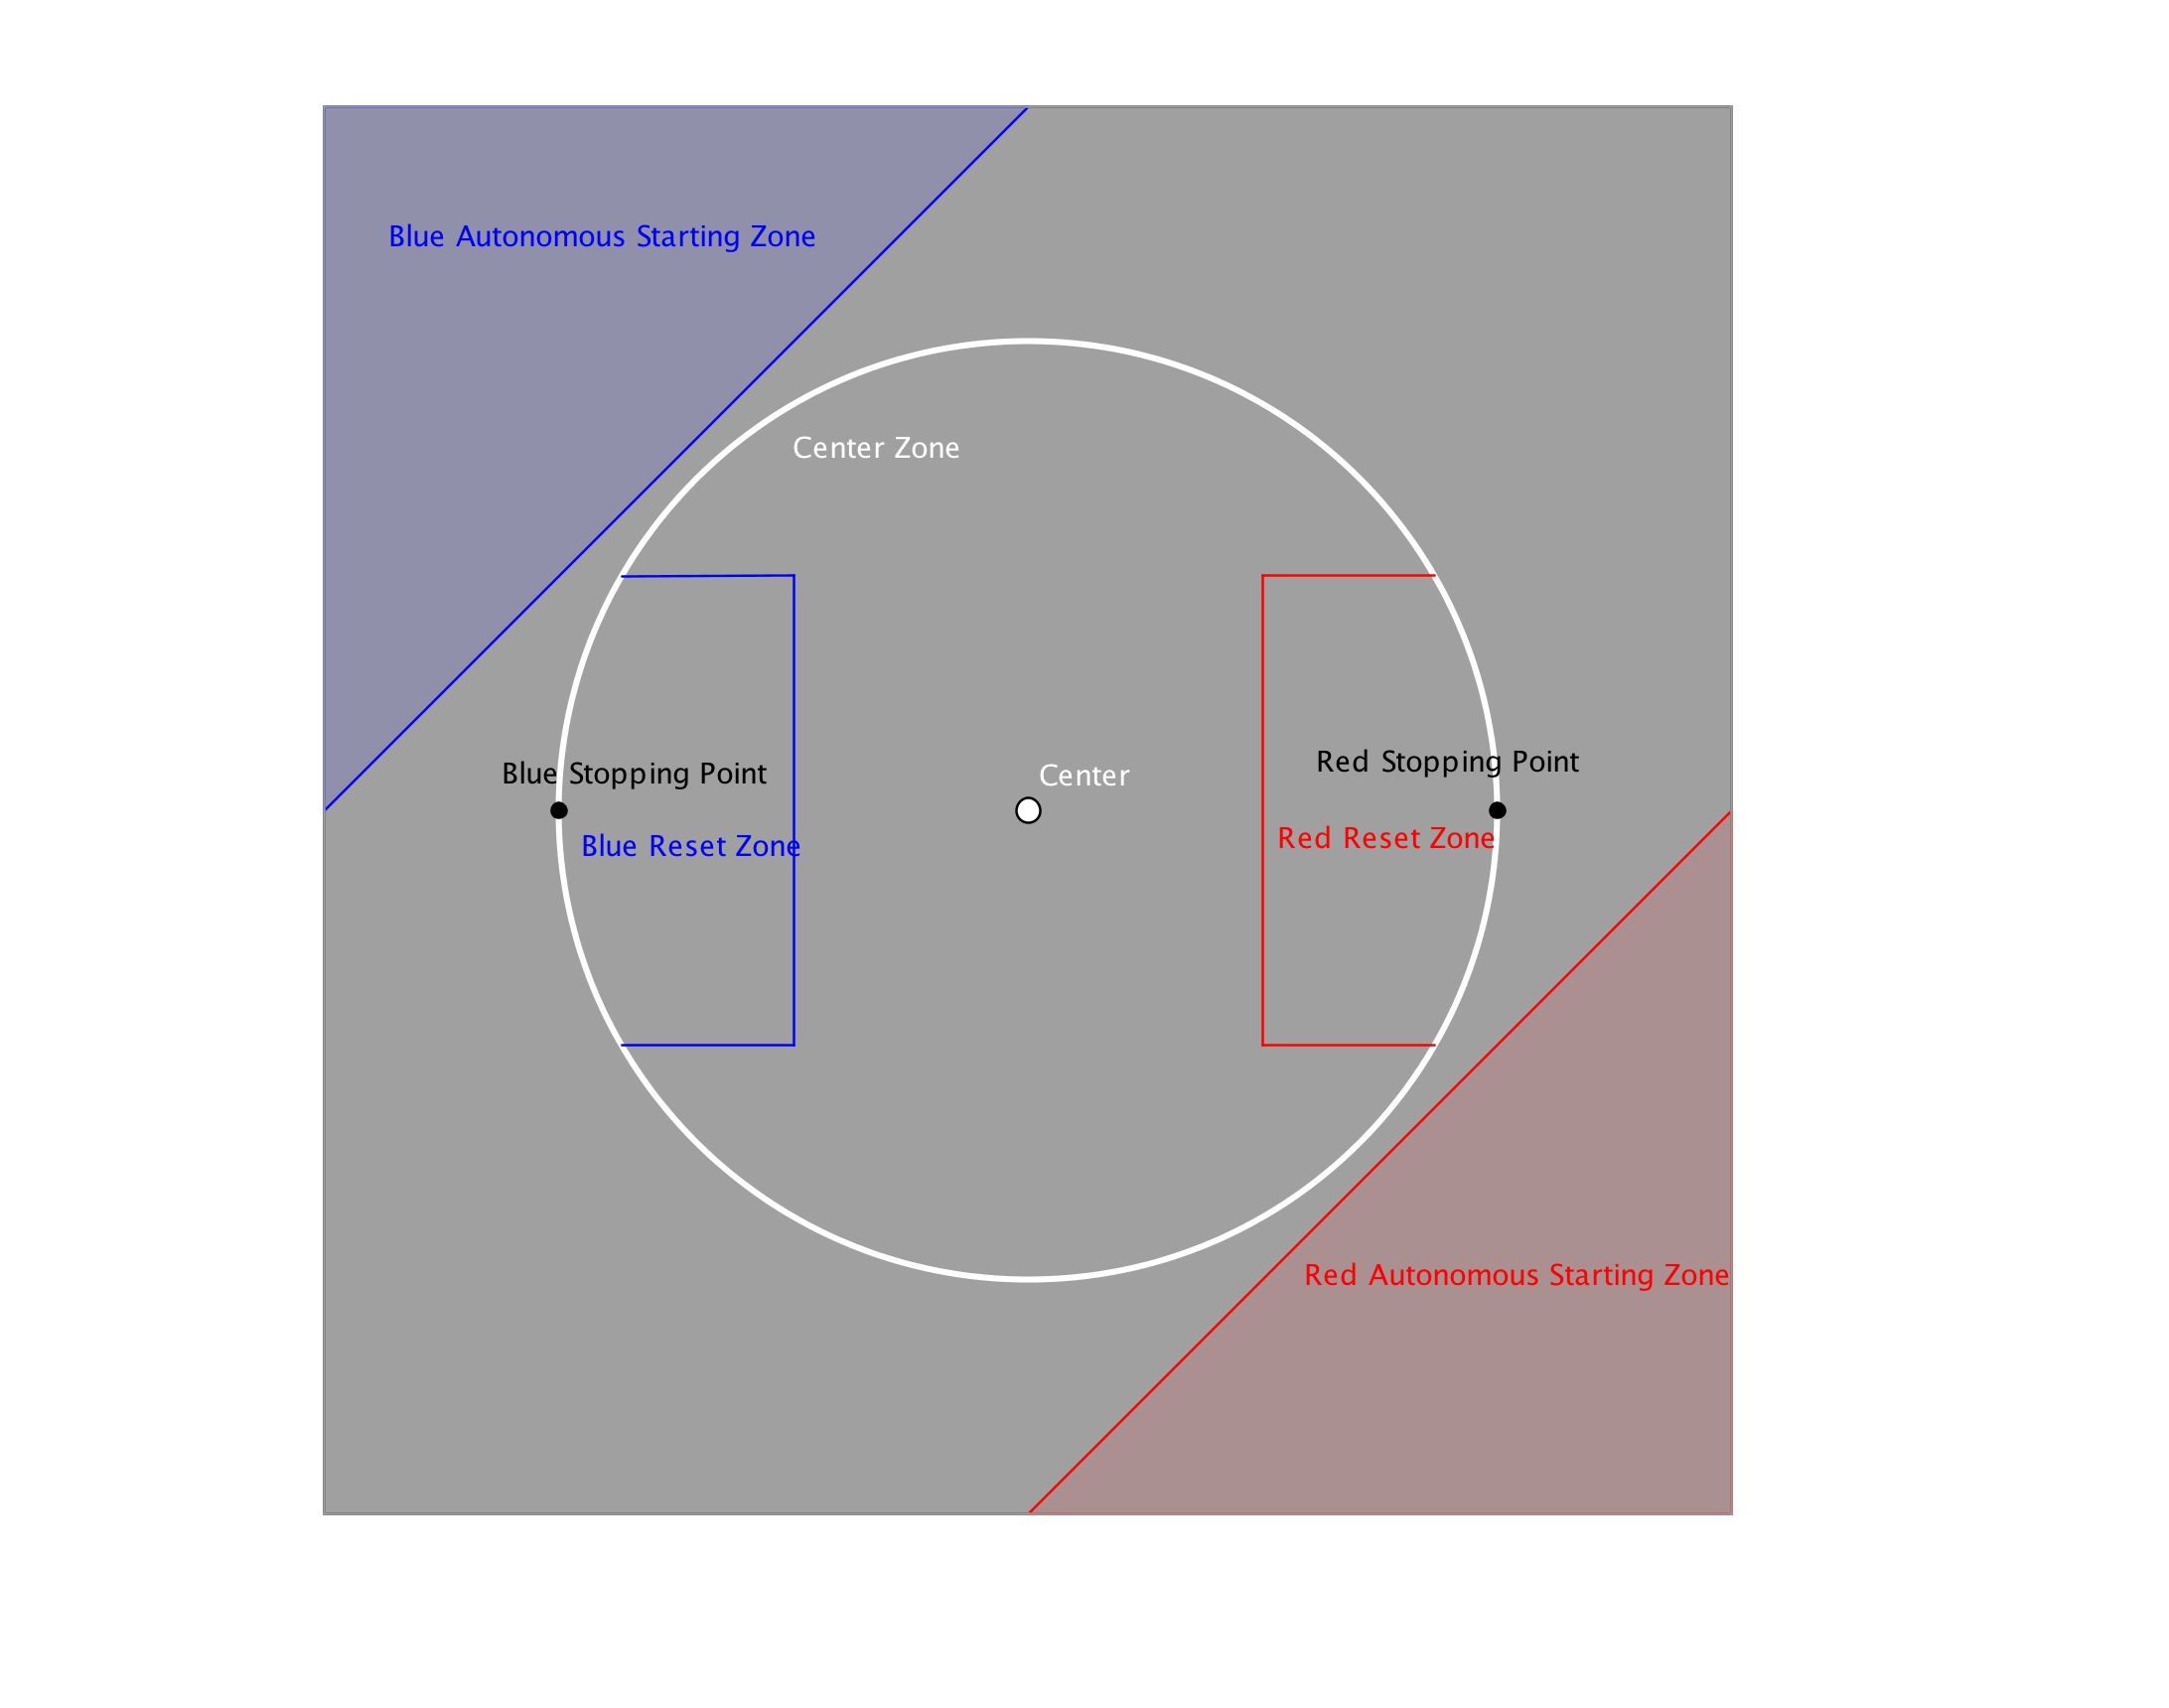 Blue Autonomous Starting Zone
Center Zone
Blue Stopping Point
Center
Red Stopping Point
Blue Reset Zone
Red Reset Zone
Red Autonomous Starting Zone